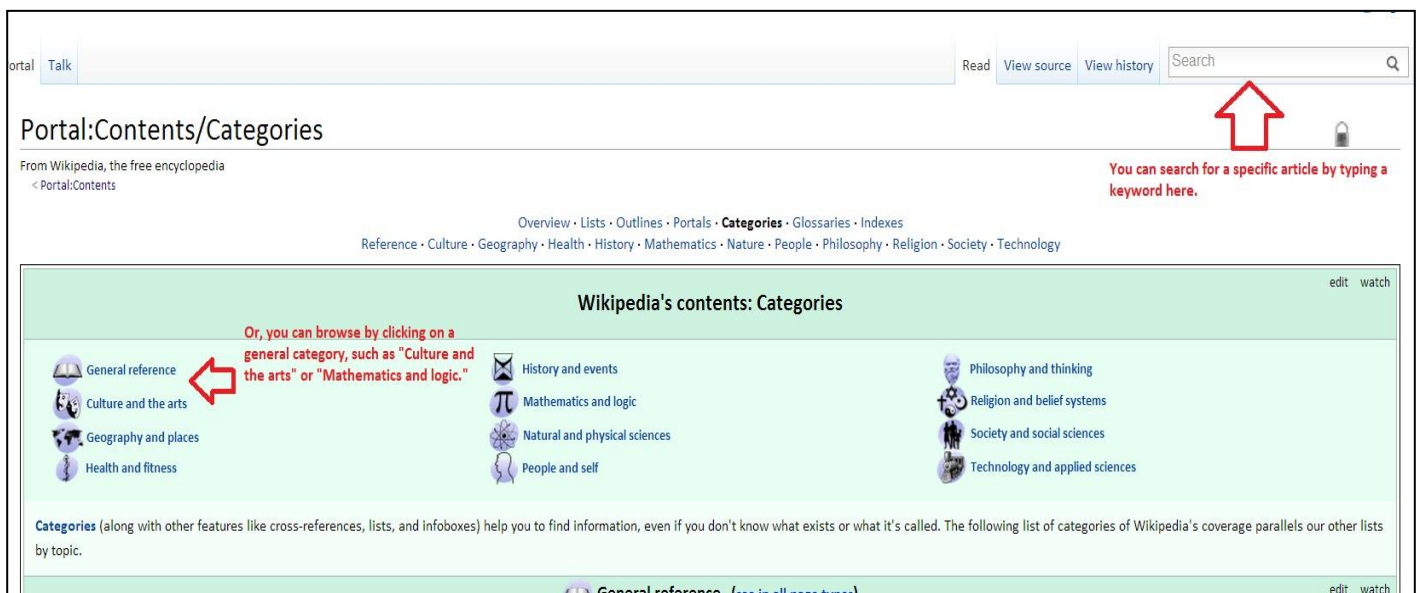 ortal Talk Read View source View history Search
Portal:Contents/Categories
From Wikipedia, the free encyclopedia
< Portal:Contents
You can search for a specific article by typing a
keyword here.
Overview · Lists · Outlines · Portals · Categories · Glossaries · Indexes
Reference · Culture · Geography · Health · History · Mathematics · Nature · People · Philosophy · Religion · Society · Technology
edit watch
Wikipedia's contents: Categories
Or, you can browse by clicking on a
general category, such as "Culture and
the arts" or "Mathematics and logic."
General reference
Culture and the arts
Geography and places
Health and fitness
History and events
Mathematics and logic
Natural and physical sciences
People and self
Philosophy and thinking
Religion and belief systems
Society and social sciences
Technology and applied sciences
Categories (along with other features like cross-references, lists, and infoboxes) help you to find information, even if you don't know what exists or what it's called. The following list of categories of Wikipedia's coverage parallels our other lists
by topic.
General reference (see in all page types) edit watch